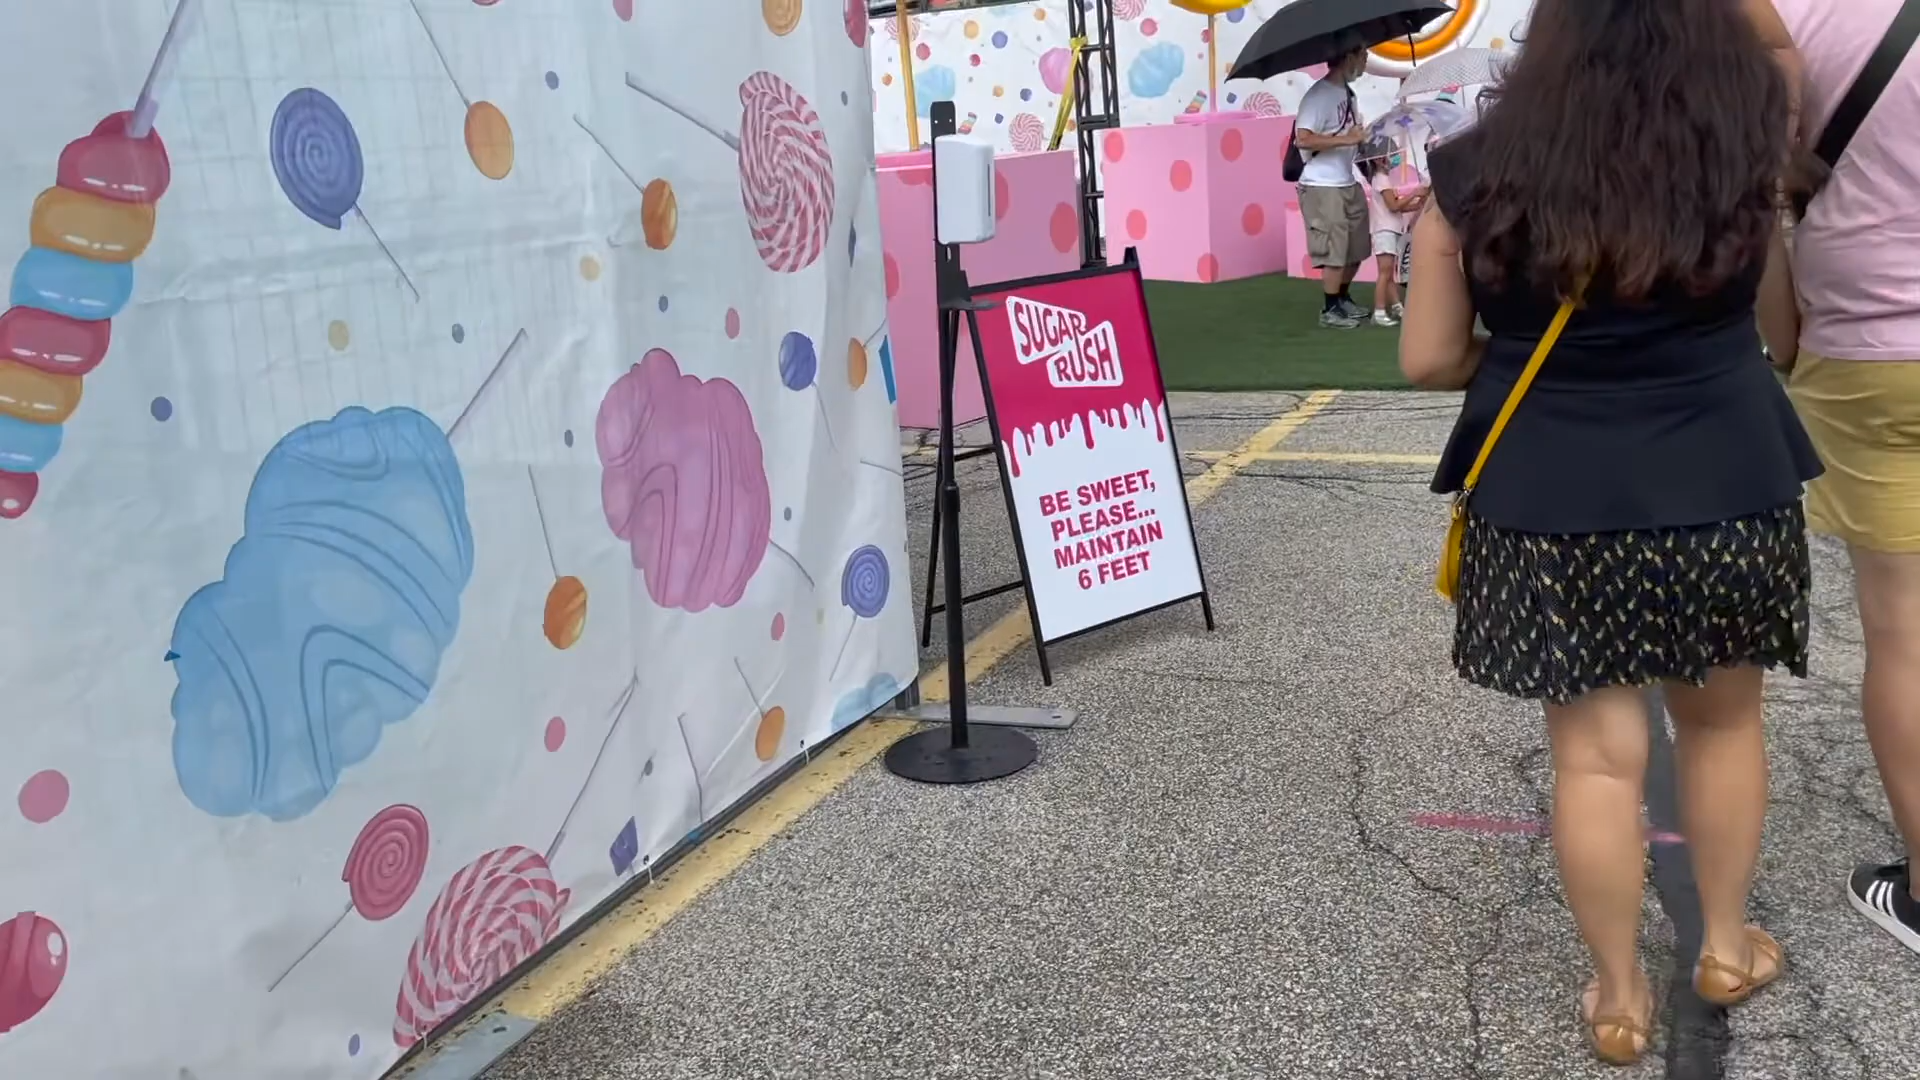 SUGAR
RUSH
BE SWEET,
PLEASE...
MAINTAIN
6 FEET